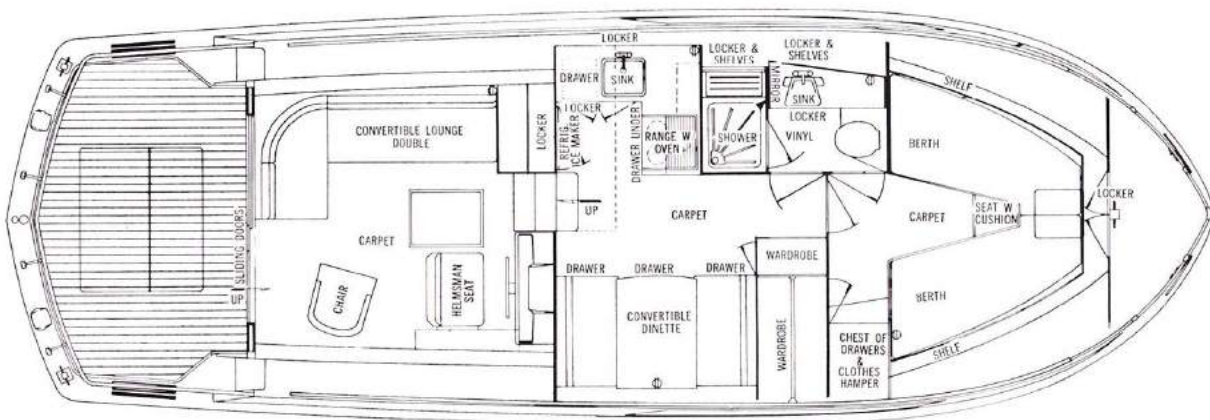 LOCKER
LOCKER &
SHELVES
LOCKER &
SHELVES
DRAWER
SINK
MIRROR
SINK
SHELF
LOCKER
LOCKER
CONVERTIBLE LOUNGE
DOUBLE
LOCKER
REFRIG.
ICE MAKER
DRAWER UNDER
RANGE W
OVEN
SHOWER
VINYL
BERTH
LOCKER
SLIDING DOORS
UP
CARPET
CARPET
SEAT W
CUSHION
CARPET
WARDROBE
HELMSMAN
SEAT
DRAWER
DRAWER
DRAWER
UP
CHAIR
BERTH
CONVERTIBLE
DINETTE
WARDROBE
CHEST OF
DRAWERS
&
CLOTHES
HAMPER
SHELF